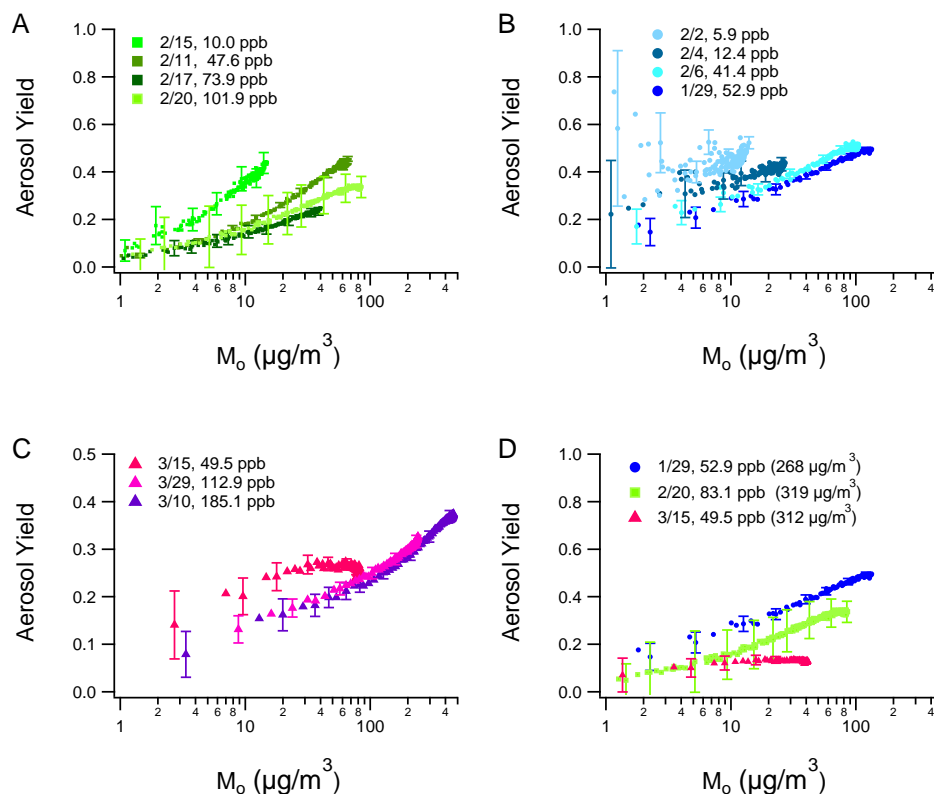 A
2/15, 10.0 ppb
2/11, 47.6 ppb
2/17, 73.9 ppb
2/20, 101.9 ppb
Aerosol Yield
1.0
0.8
0.6
0.4
0.2
0.0
1 2 4 6 8 10 2 4 6 8 100 2 4
Mo (µg/m3)
B
2/2, 5.9 ppb
2/4, 12.4 ppb
2/6, 41.4 ppb
1/29, 52.9 ppb
Aerosol Yield
1.0
0.8
0.6
0.4
0.2
0.0
1 2 4 6 8 10 2 4 6 8 100 2 4
Mo (µg/m3)
C
3/15, 49.5 ppb
3/29, 112.9 ppb
3/10, 185.1 ppb
Aerosol Yield
0.5
0.4
0.3
0.2
0.1
0.0
1 2 4 6 8 10 2 4 6 8 100 2 4
Mo (µg/m3)
D
1/29, 52.9 ppb (268 µg/m3)
2/20, 83.1 ppb (319 µg/m3)
3/15, 49.5 ppb (312 µg/m3)
Aerosol Yield
1.0
0.8
0.6
0.4
0.2
0.0
1 2 4 6 8 10 2 4 6 8 100 2 4
Mo (µg/m3)